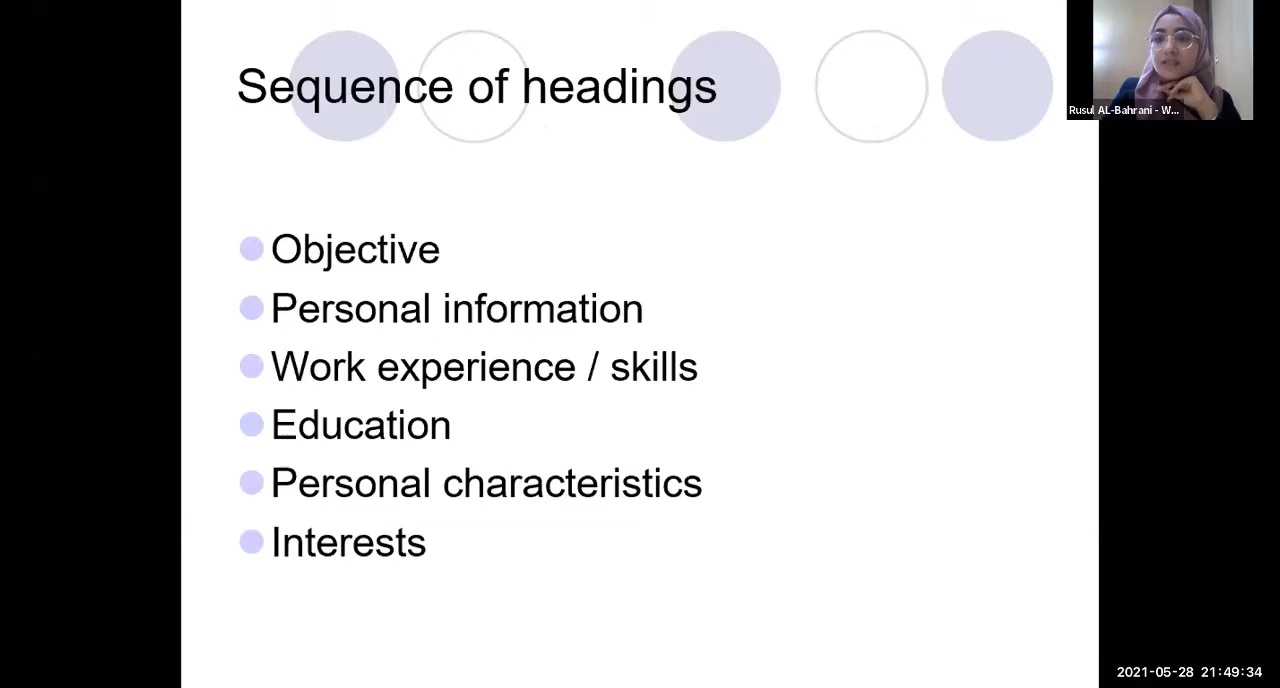 Sequence of headings
Rusul AL-Bahrani - W...
Objective
Personal information
Work experience / skills
Education
Personal characteristics
Interests
2021-05-28 21:49:34